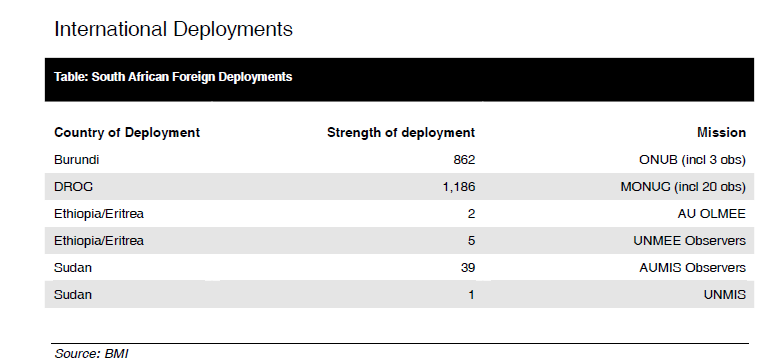 International Deployments
Table: South African Foreign Deployments
Country of Deployment Strength of deployment Mission
Burundi 862 ONUB (incl 3 obs)
DROC 1,186 MONUC (incl 20 obs)
Ethiopia/Eritrea 2 AU OLMEE
Ethiopia/Eritrea 5 UNMEE Observers
Sudan 39 AUMIS Observers
Sudan 1 UNMIS
Source: BMI